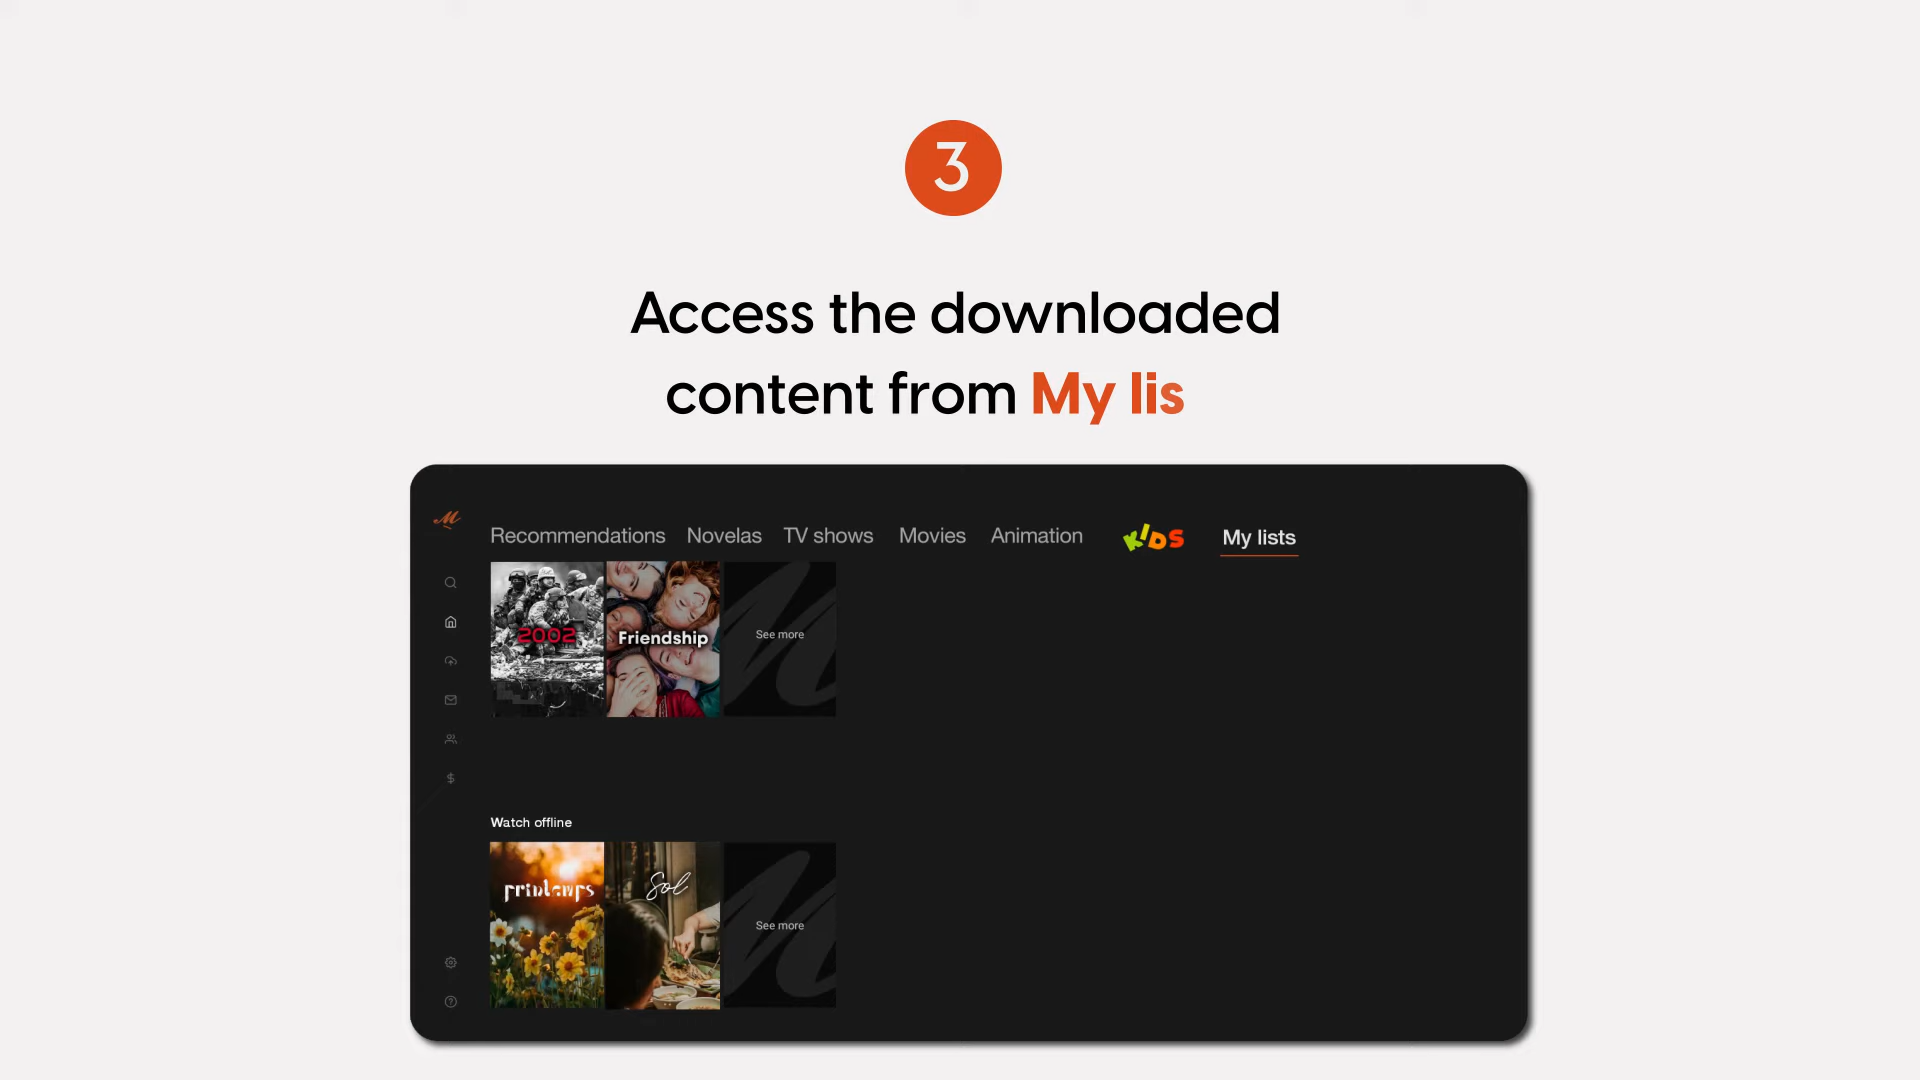 3
Access the downloaded
content from My lis
Recommendations Novelas TV shows Movies Animation KIDS My lists
2002
Friendship
See more
Watch offline
printemps
Sol
See more